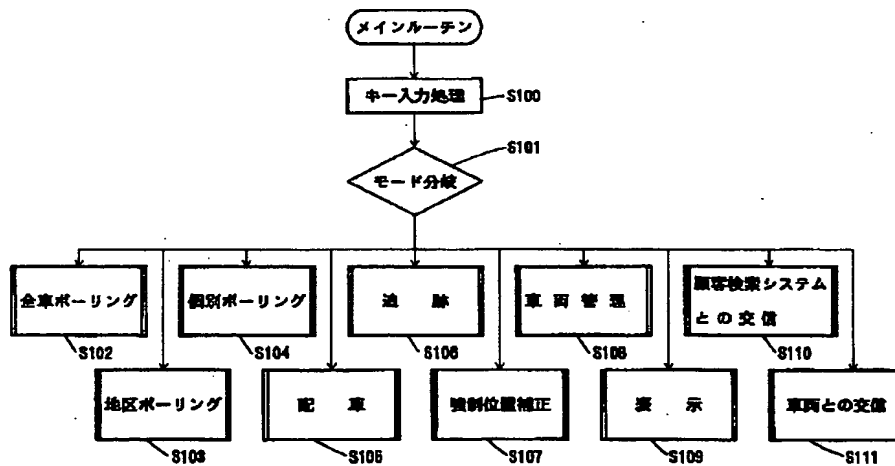 メインルーチン
キー入力処理
S100
S101
モード分岐
全車ポーリング
個別ポーリング
追跡
車両管理
顧客検索システム
との交信
S102
S104
S106
S108
S110
地区ポーリング
配車
強制位置補正
表示
車両との交信
S103
S105
S107
S109
S111